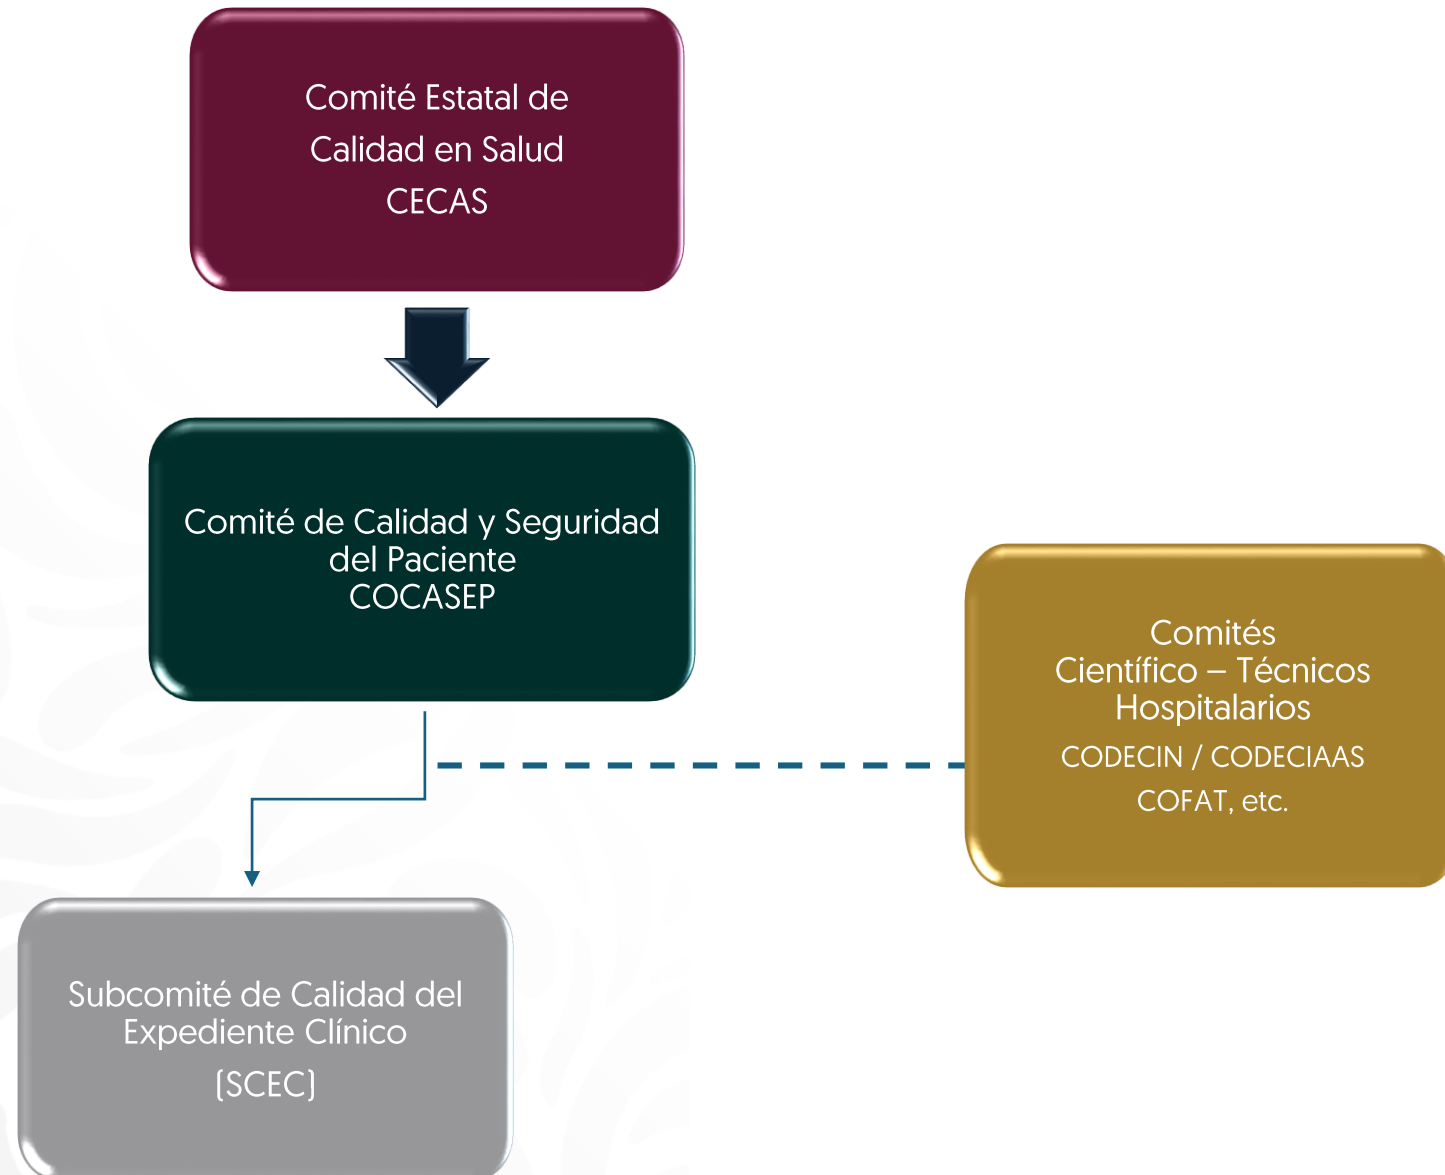 Comité Estatal de
Calidad en Salud
CECAS
Comité de Calidad y Seguridad
del Paciente
COCASEP
Comités
Científico – Técnicos
Hospitalarios
CODECIN / CODECIAAS
COFAT, etc.
Subcomité de Calidad del
Expediente Clínico
(SCEC)